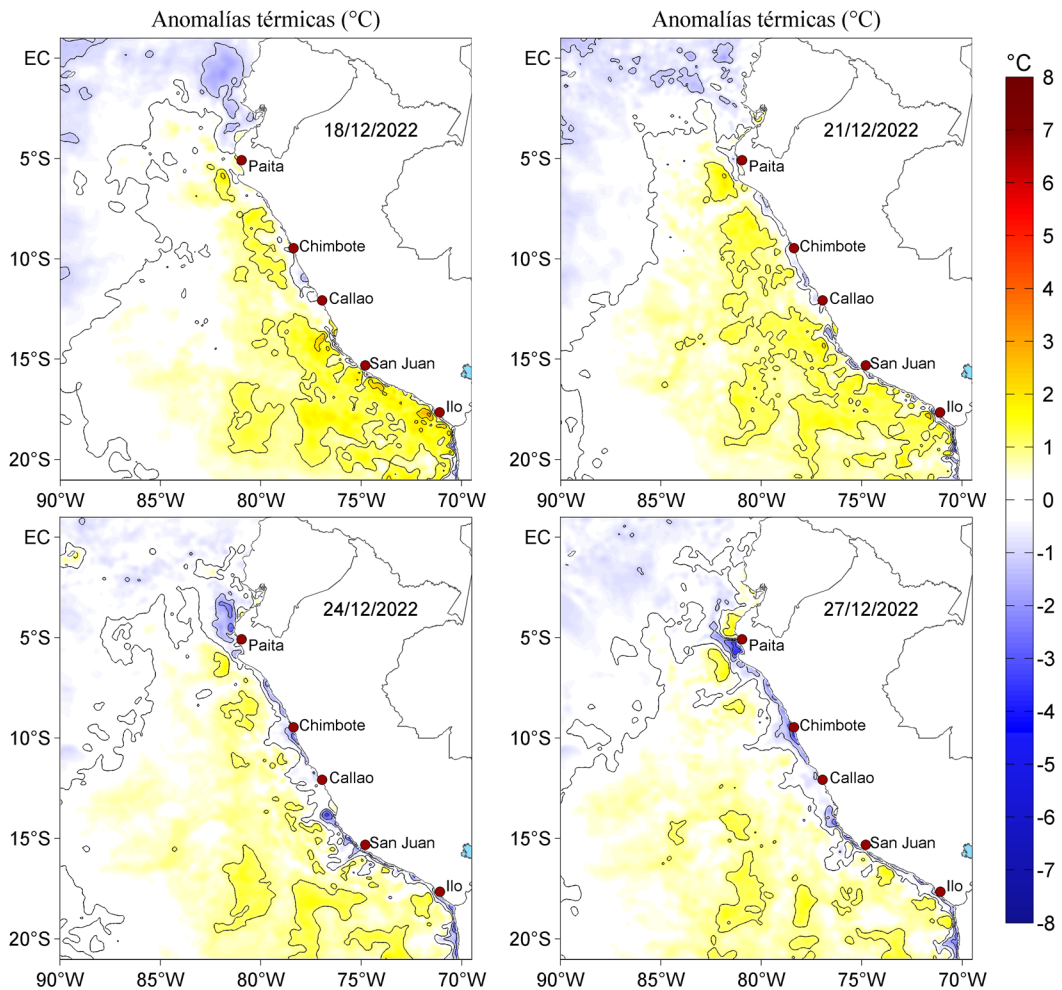 Anomalías térmicas (°C)
Anomalías térmicas (°C)
°C
8
7
6
5
4
3
2
1
0
-1
-2
-3
-4
-5
-6
-7
-8
EC
5°S
10°S
15°S
20°S
18/12/2022
Paita
Chimbote
Callao
San Juan
Ilo
90°W
85°W
80°W
75°W
70°W
EC
5°S
10°S
15°S
20°S
21/12/2022
Paita
Chimbote
Callao
San Juan
Ilo
90°W
85°W
80°W
75°W
70°W
EC
5°S
10°S
15°S
20°S
24/12/2022
Paita
Chimbote
Callao
San Juan
Ilo
90°W
85°W
80°W
75°W
70°W
EC
5°S
10°S
15°S
20°S
27/12/2022
Paita
Chimbote
Callao
San Juan
Ilo
90°W
85°W
80°W
75°W
70°W